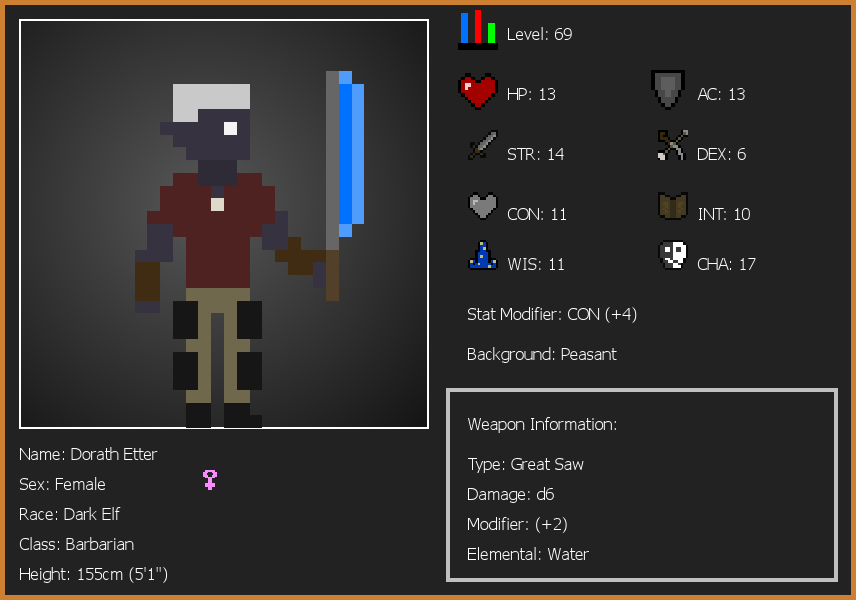 Level: 69
HP: 13
AC: 13
STR: 14
DEX: 6
CON: 11
INT: 10
WIS: 11
CHA: 17
Stat Modifier: CON (+4)
Background: Peasant
Weapon Information:
Type: Great Saw
Damage: d6
Modifier: (+2)
Elemental: Water
Name: Dorath Etter
Sex: Female
Race: Dark Elf
Class: Barbarian
Height: 155cm (5'1")